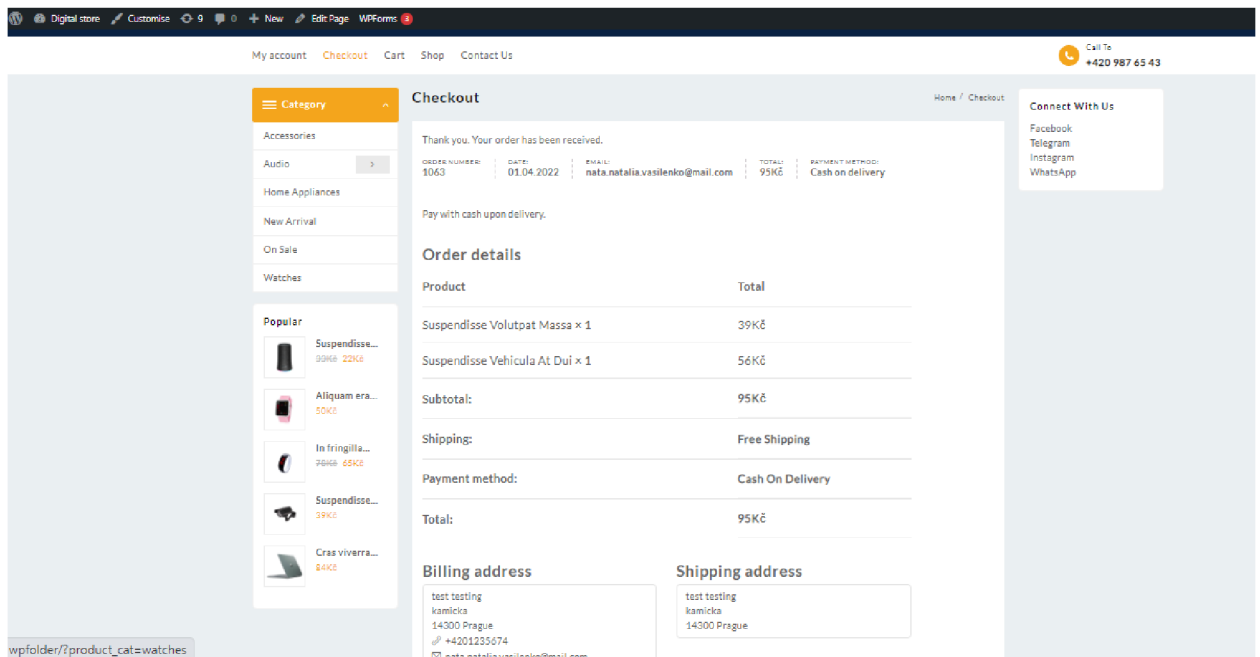 Digital store Customise 9 0 New Edit Page WPForms 3
My account Checkout Cart Shop Contact Us
Call To
+420 987 65 43
Category
Accessories
Audio
Home Appliances
New Arrival
On Sale
Watches
Popular
Suspendisse...
22Kč
Aliquam era...
50Kč
In fringilla...
65Kč
Suspendisse...
39Kč
Cras viverra...
84Kč
Checkout
Home / Checkout
Thank you. Your order has been received.
ORDER NUMBER: DATE: EMAIL: TOTAL: PAYMENT METHOD:
1063 01.04.2022 nata.natalia.vasilenko@mail.com 95Kč Cash on delivery
Pay with cash upon delivery.
Order details
Product Total
Suspendisse Volutpat Massa × 1 39Kč
Suspendisse Vehicula At Dui × 1 56Kč
Subtotal: 95Kč
Shipping: Free Shipping
Payment method: Cash On Delivery
Total: 95Kč
Billing address
test testing
kamicka
14300 Prague
+4201235674
nata.natalia.vasilenko@mail.com
Shipping address
test testing
kamicka
14300 Prague
Connect With Us
Facebook
Telegram
Instagram
WhatsApp
wpfolder/?product_cat=watches